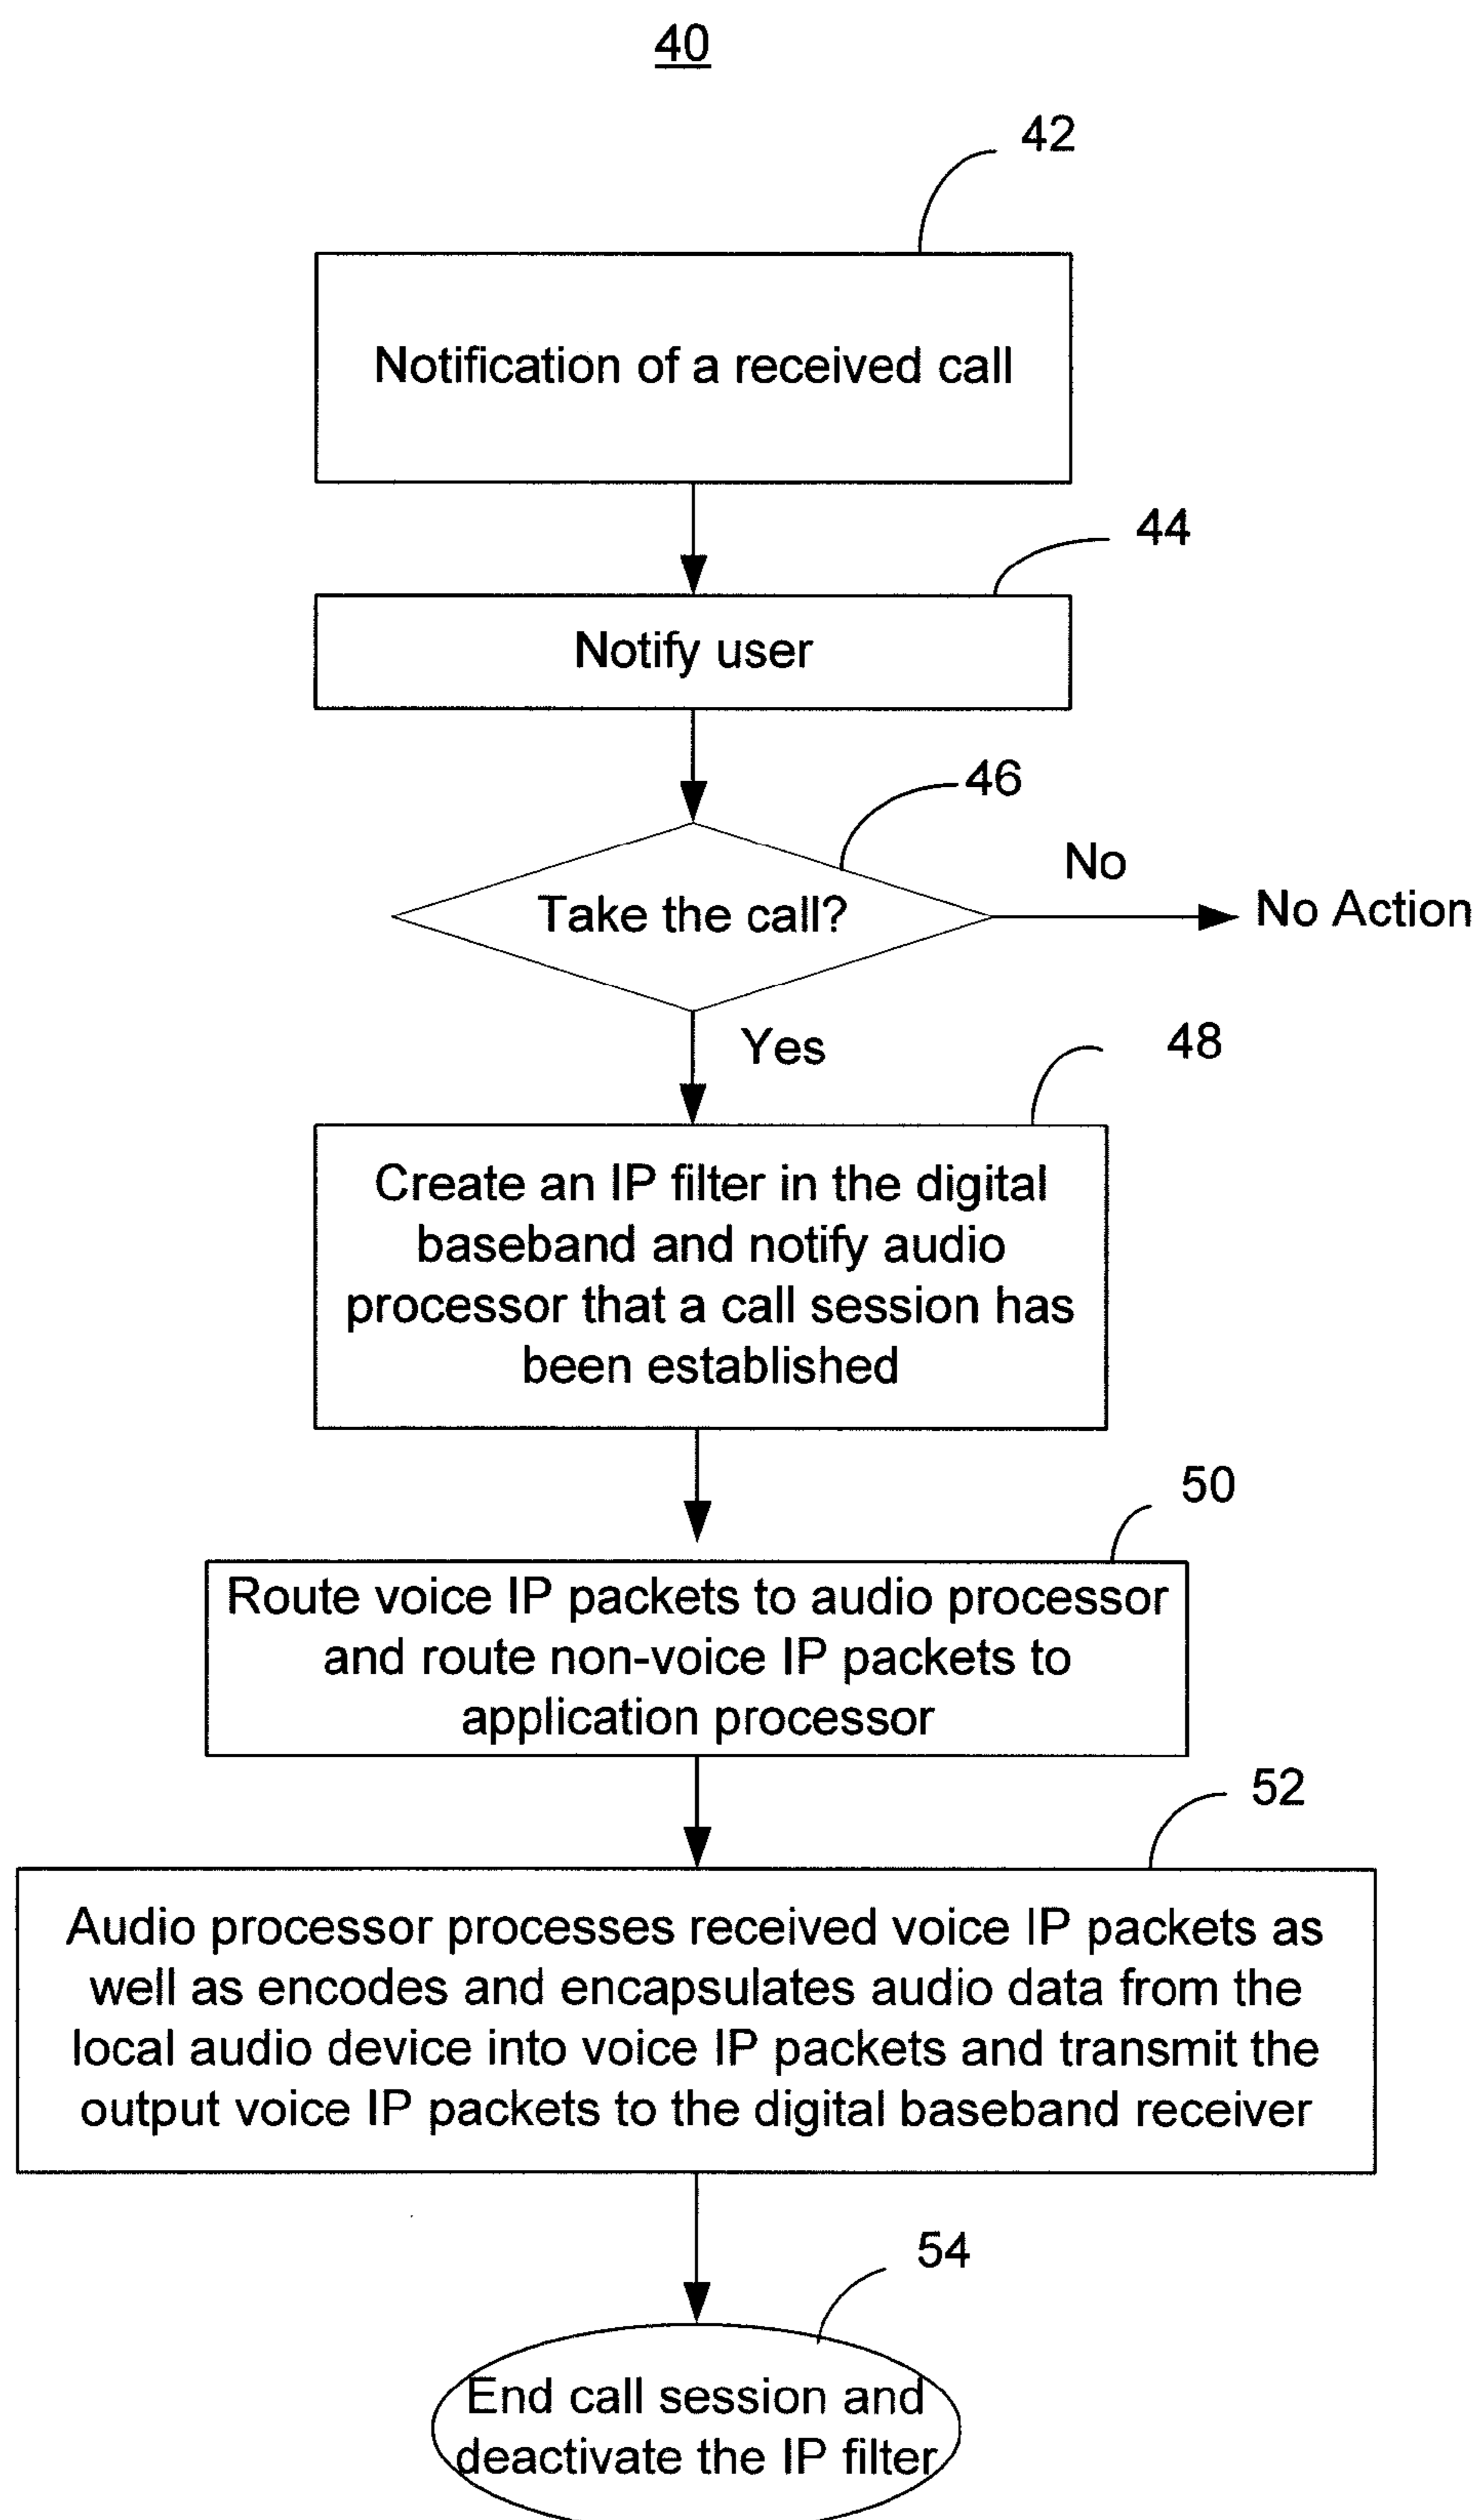 40
42
Notification of a received call
44
Notify user
46
Take the call?
No
No Action
Yes
48
Create an IP filter in the digital
baseband and notify audio
processor that a call session has
been established
50
Route voice IP packets to audio processor
and route non-voice IP packets to
application processor
52
Audio processor processes received voice IP packets as
well as encodes and encapsulates audio data from the
local audio device into voice IP packets and transmit the
output voice IP packets to the digital baseband receiver
54
End call session and
deactivate the IP filter